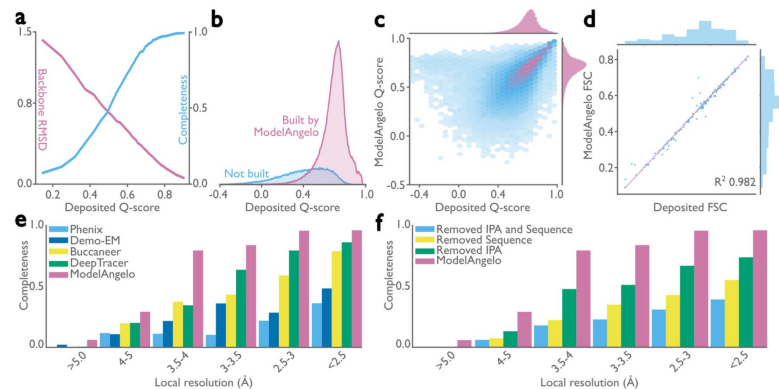 a
1.5
0.8
0.0
Backbone RMSD
1.0
0.5
0.0
Completeness
0.2
0.4
0.6
0.8
Deposited Q-score
b
Built by
ModelAngelo
Not built
-0.4
0.0
0.4
1.0
Deposited Q-score
c
1.0
0.5
0.0
-0.5
ModelAngelo Q-score
-0.5
0.0
0.5
1.0
Deposited Q-score
d
0.8
0.6
0.4
0.2
ModelAngelo FSC
R² 0.982
Deposited FSC
e
1.0
0.5
0.0
Completeness
Phenix
Demo-EM
Buccaneer
DeepTracer
ModelAngelo
>5.0
4-5
3.5-4
3-3.5
2.5-3
<2.5
Local resolution (Å)
f
1.0
0.5
0.0
Completeness
Removed IPA and Sequence
Removed Sequence
Removed IPA
ModelAngelo
>5.0
4-5
3.5-4
3-3.5
2.5-3
<2.5
Local resolution (Å)